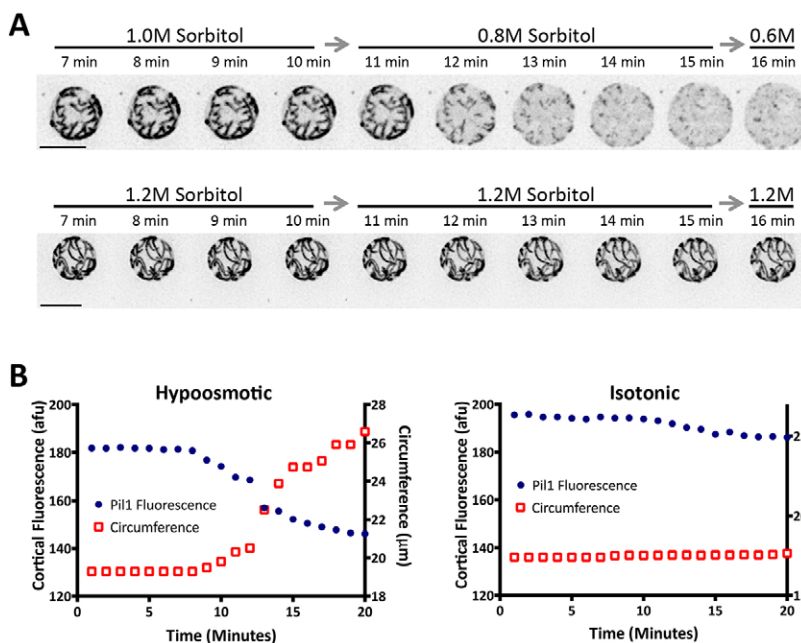 A
1.0M Sorbitol 0.8M Sorbitol 0.6M
7 min 8 min 9 min 10 min 11 min 12 min 13 min 14 min 15 min 16 min
1.2M Sorbitol 1.2M Sorbitol 1.2M
7 min 8 min 9 min 10 min 11 min 12 min 13 min 14 min 15 min 16 min
B
Hypoosmotic
Cortical Fluorescence (afu)
200
180
160
140
120
Pil1 Fluorescence
Circumference
28
26
24
22
20
18
Circumference (μm)
0 5 10 15 20
Time (Minutes)
Isotonic
Cortical Fluorescence (afu)
200
180
160
140
120
Pil1 Fluorescence
Circumference
0 5 10 15 20
Time (Minutes)